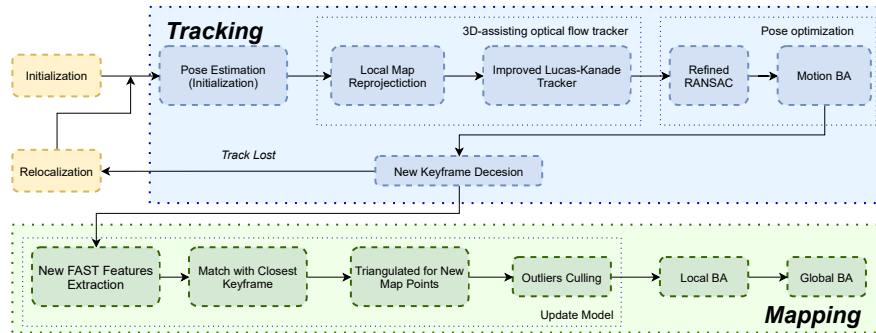 Tracking
3D-assisting optical flow tracker
Pose optimization
Initialization
Pose Estimation
(Initialization)
Local Map
Reprojectiction
Improved Lucas-Kanade
Tracker
Refined
RANSAC
Motion BA
Relocalization
Track Lost
New Keyframe Decesion
New FAST Features
Extraction
Match with Closest
Keyframe
Triangulated for New
Map Points
Outliers Culling
Local BA
Global BA
Update Model
Mapping